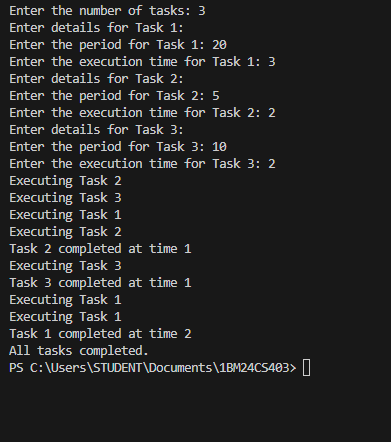 Enter the number of tasks: 3
Enter details for Task 1:
Enter the period for Task 1: 20
Enter the execution time for Task 1: 3
Enter details for Task 2:
Enter the period for Task 2: 5
Enter the execution time for Task 2: 2
Enter details for Task 3:
Enter the period for Task 3: 10
Enter the execution time for Task 3: 2
Executing Task 2
Executing Task 3
Executing Task 1
Executing Task 2
Task 2 completed at time 1
Executing Task 3
Task 3 completed at time 1
Executing Task 1
Executing Task 1
Task 1 completed at time 2
All tasks completed.
PS C:\Users\STUDENT\Documents\1BM24CS403>